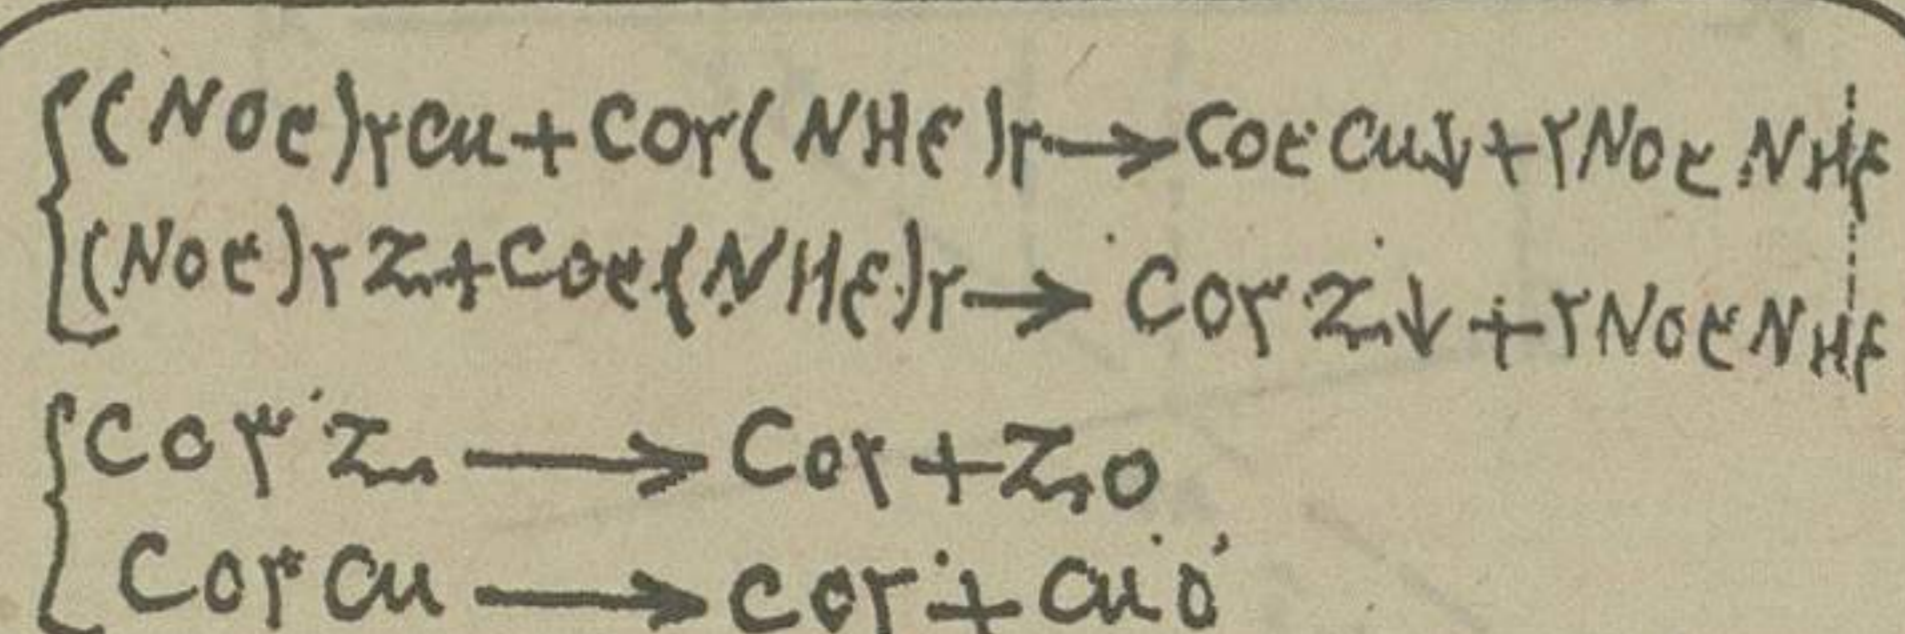 (NO۳)۲Cu + CO۲(NH۴)۲ → CO۳Cu↓ + ۲NO۳NH۴
(NO۳)۲Zn + CO۳(NH۴)۲ → CO۳Zn↓ + ۲NO۳NH۴
CO۳Zn → CO۲ + ZnO
CO۳Cu → CO۲ + CuO